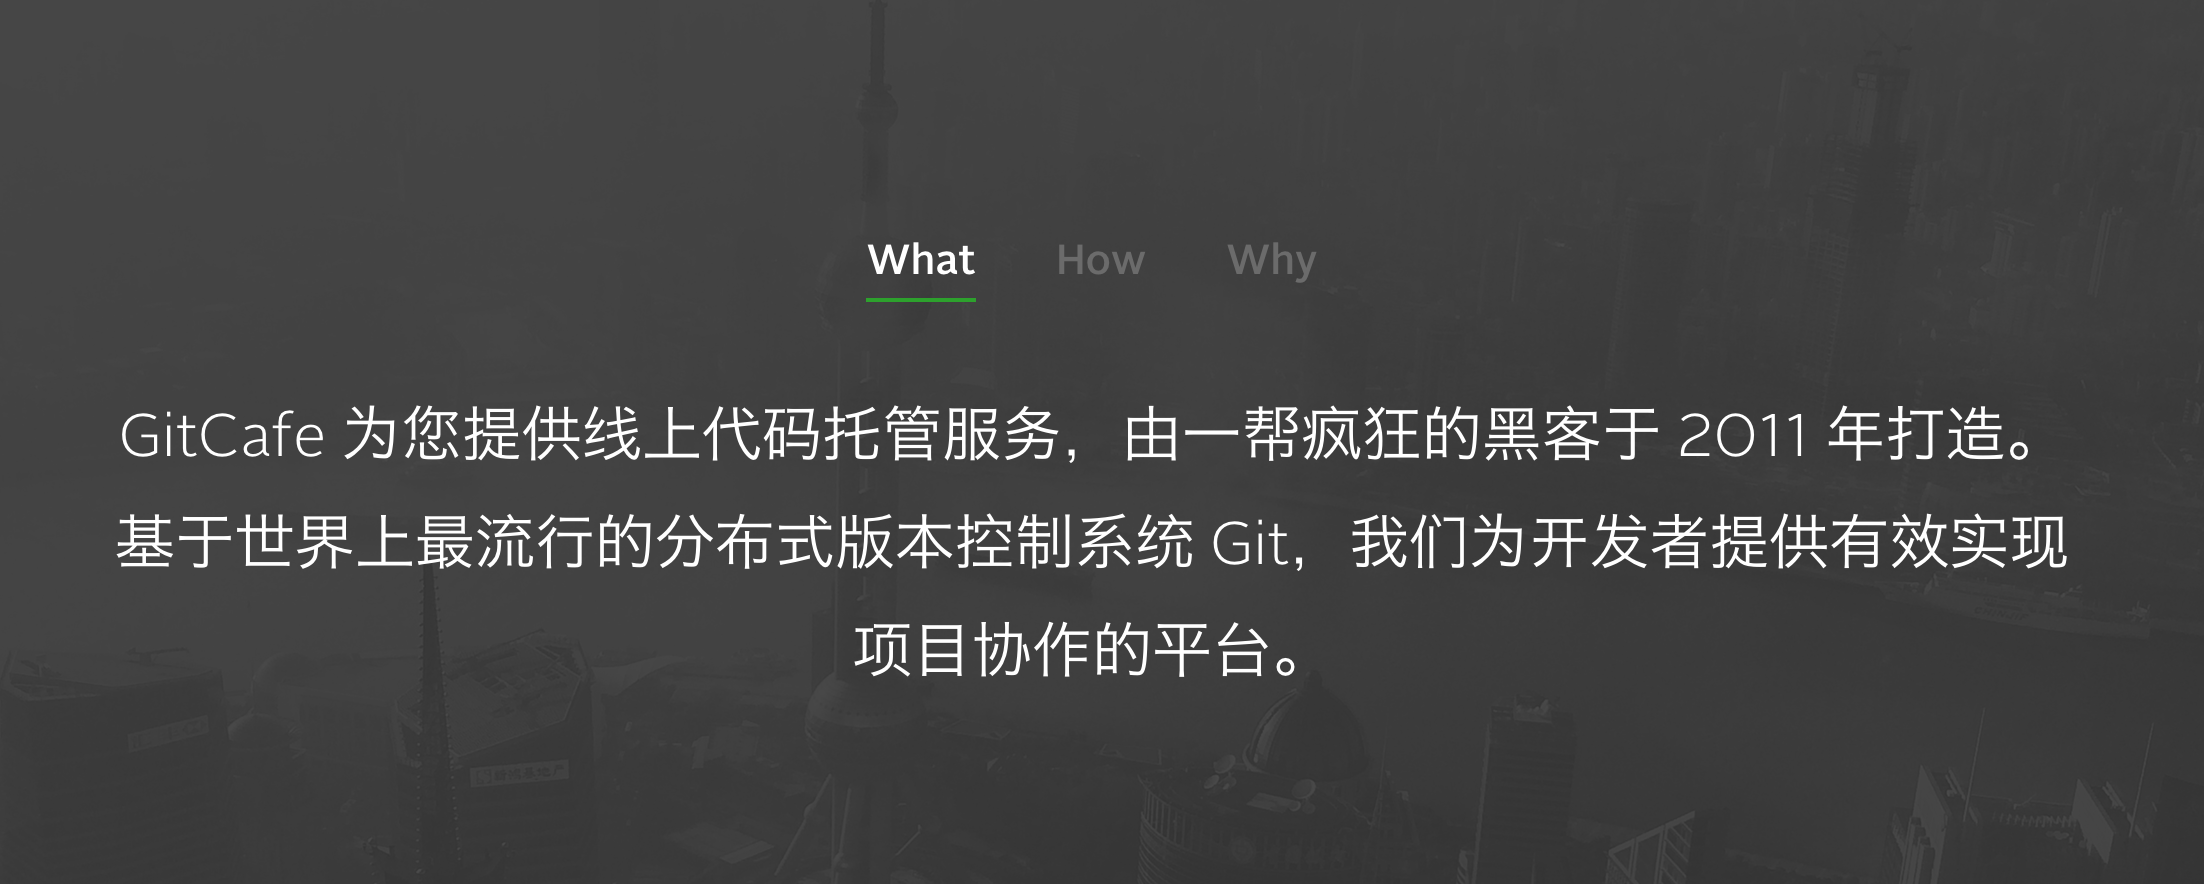 What How Why
GitCafe 为您提供线上代码托管服务，由一帮疯狂的黑客于 2011 年打造。
基于世界上最流行的分布式版本控制系统 Git，我们为开发者提供有效实现
项目协作的平台。